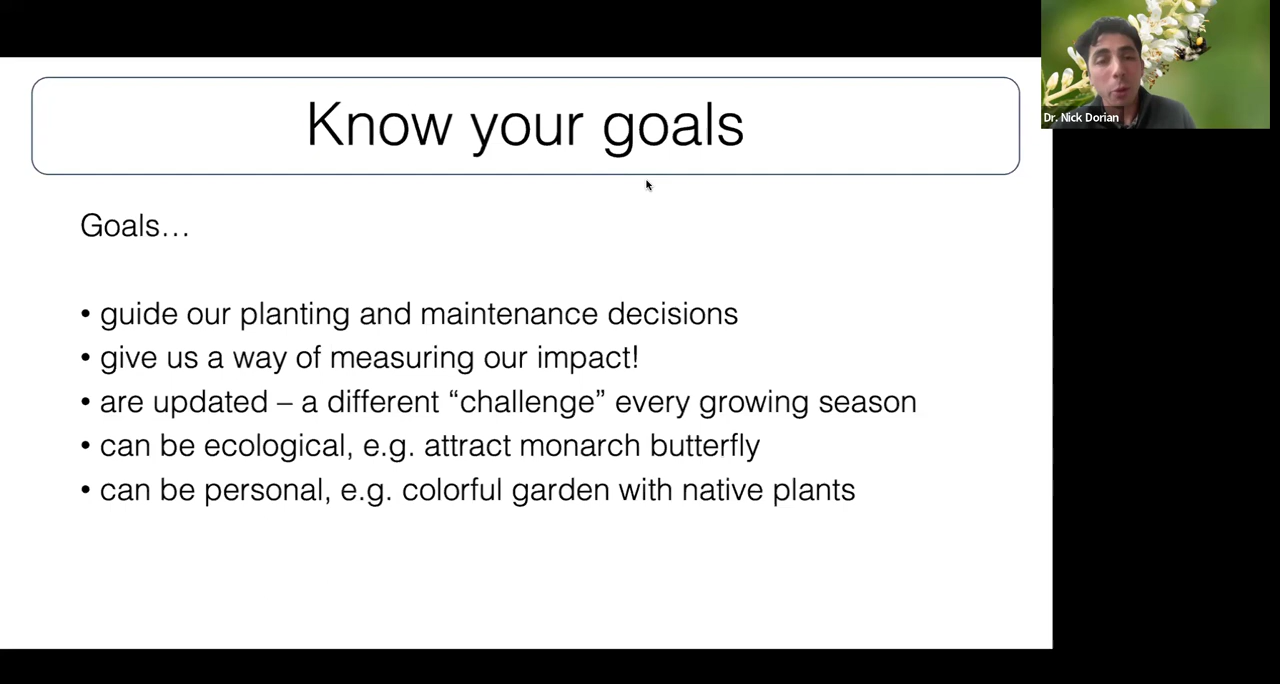 Know your goals
Dr. Nick Dorian
Goals…
• guide our planting and maintenance decisions
• give us a way of measuring our impact!
• are updated – a different “challenge” every growing season
• can be ecological, e.g. attract monarch butterfly
• can be personal, e.g. colorful garden with native plants